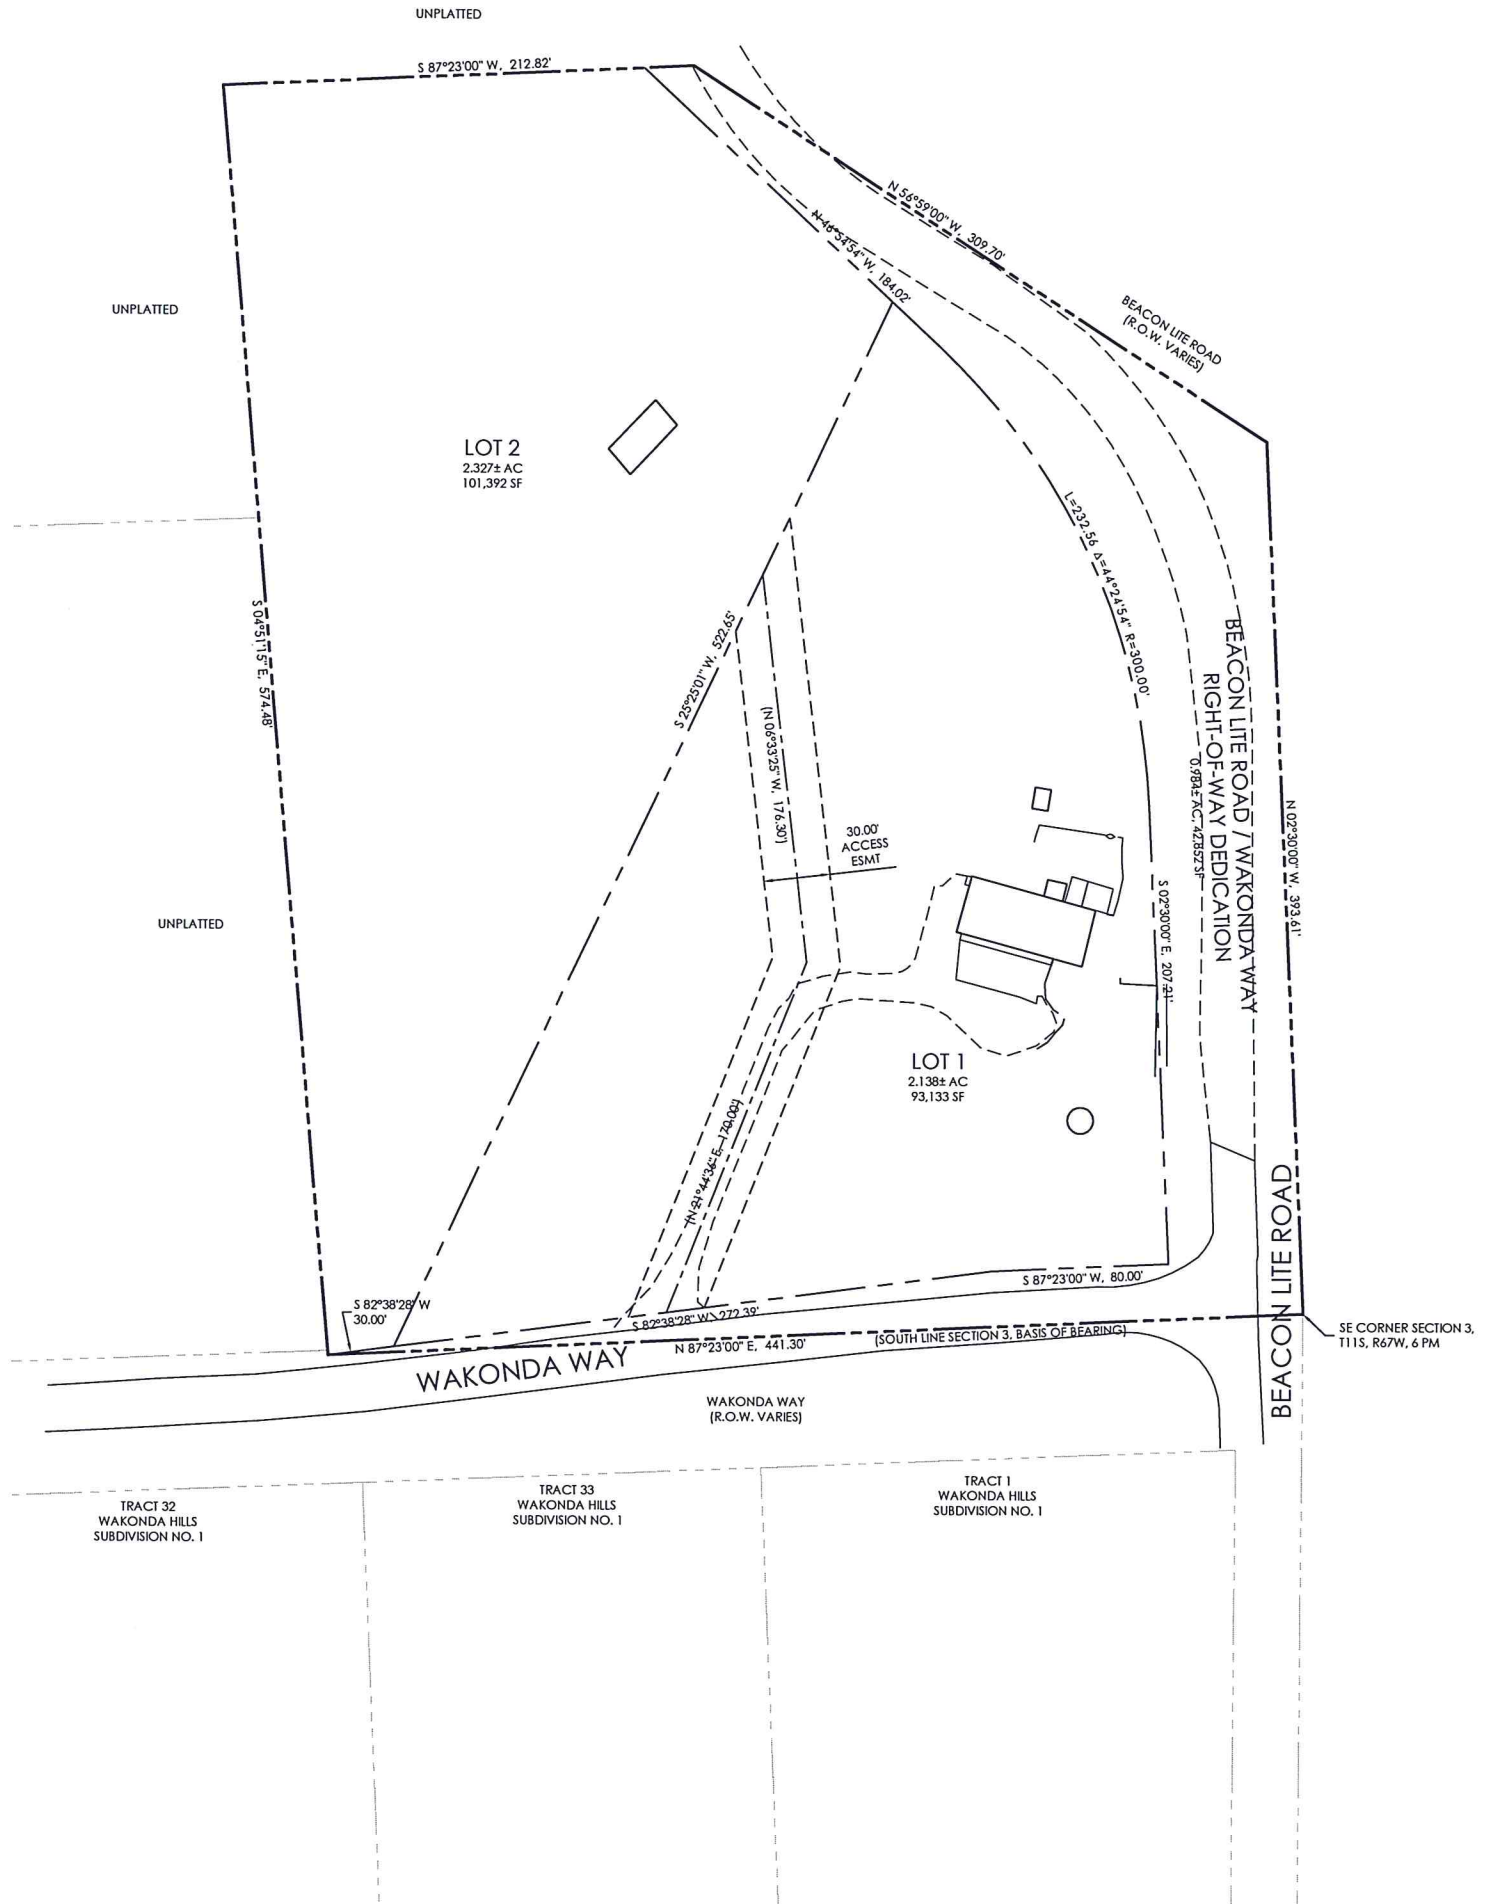 UNPLATTED
S 87°23'00" W, 212.82'
N 56°59'00" W, 309.70'
N 46°54'54" W, 184.02'
UNPLATTED
BEACON LITE ROAD
(R.O.W. VARIES)
LOT 2
2.327± AC
101,392 SF
L=232.56 Δ=44°24'54" R=300.00'
S 04°51'15" E, 574.48'
S 25°25'01" W, 522.65'
(N 06°33'25" W, 176.30')
BEACON LITE ROAD / WAKONDA WAY
RIGHT-OF-WAY DEDICATION
0.984± AC, 42,852 SF
N 02°30'00" W, 393.61'
30.00'
ACCESS
ESMT
S 02°30'00" E, 207.21'
UNPLATTED
LOT 1
2.138± AC
93,133 SF
(N 21°44'36" E, 170.00')
BEACON LITE ROAD
S 87°23'00" W, 80.00'
S 82°38'28" W
30.00'
S 82°38'28" W, 272.39'
N 87°23'00" E, 441.30'
(SOUTH LINE SECTION 3, BASIS OF BEARING)
SE CORNER SECTION 3,
T11S, R67W, 6 PM
WAKONDA WAY
WAKONDA WAY
(R.O.W. VARIES)
TRACT 32
WAKONDA HILLS
SUBDIVISION NO. 1
TRACT 33
WAKONDA HILLS
SUBDIVISION NO. 1
TRACT 1
WAKONDA HILLS
SUBDIVISION NO. 1